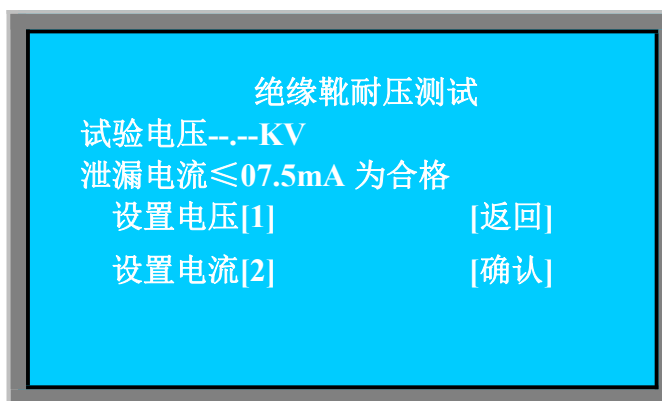 绝缘靴耐压测试
试验电压--.--KV
泄漏电流≤07.5mA 为合格
设置电压[1] [返回]
设置电流[2] [确认]